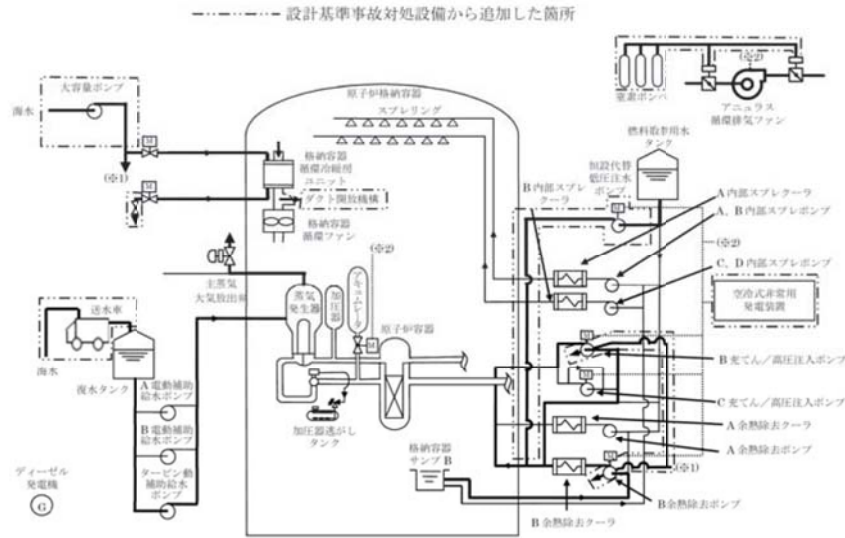 設計基準事故対処設備から追加した箇所
大容量ポンプ
海水
M
(※1)
M
原子炉格納容器
スプレリング
格納容器
循環冷暖房
ユニット
ダクト開放機構
格納容器
循環ファン
(※2)
窒素ボンベ
アニュラス
循環排気ファン
燃料取替用水
タンク
恒設代替
低圧注水
ポンプ
M
B内部スプレ
クーラ
A内部スプレクーラ
A、B内部スプレポンプ
C、D内部スプレポンプ
(※2)
空冷式非常用
発電装置
主蒸気
大気放出弁
(※2)
蒸気
発生器
加圧器
アキュムレータ
M
原子炉容器
送水車
海水
復水タンク
A電動補助
給水ポンプ
B電動補助
給水ポンプ
タービン動
補助給水
ポンプ
加圧器逃がし
タンク
M
B充てん/高圧注入ポンプ
M
C充てん/高圧注入ポンプ
A余熱除去クーラ
A余熱除去ポンプ
格納容器
サンプB
M
(※1)
B余熱除去ポンプ
B余熱除去クーラ
ディーゼル
発電機
G